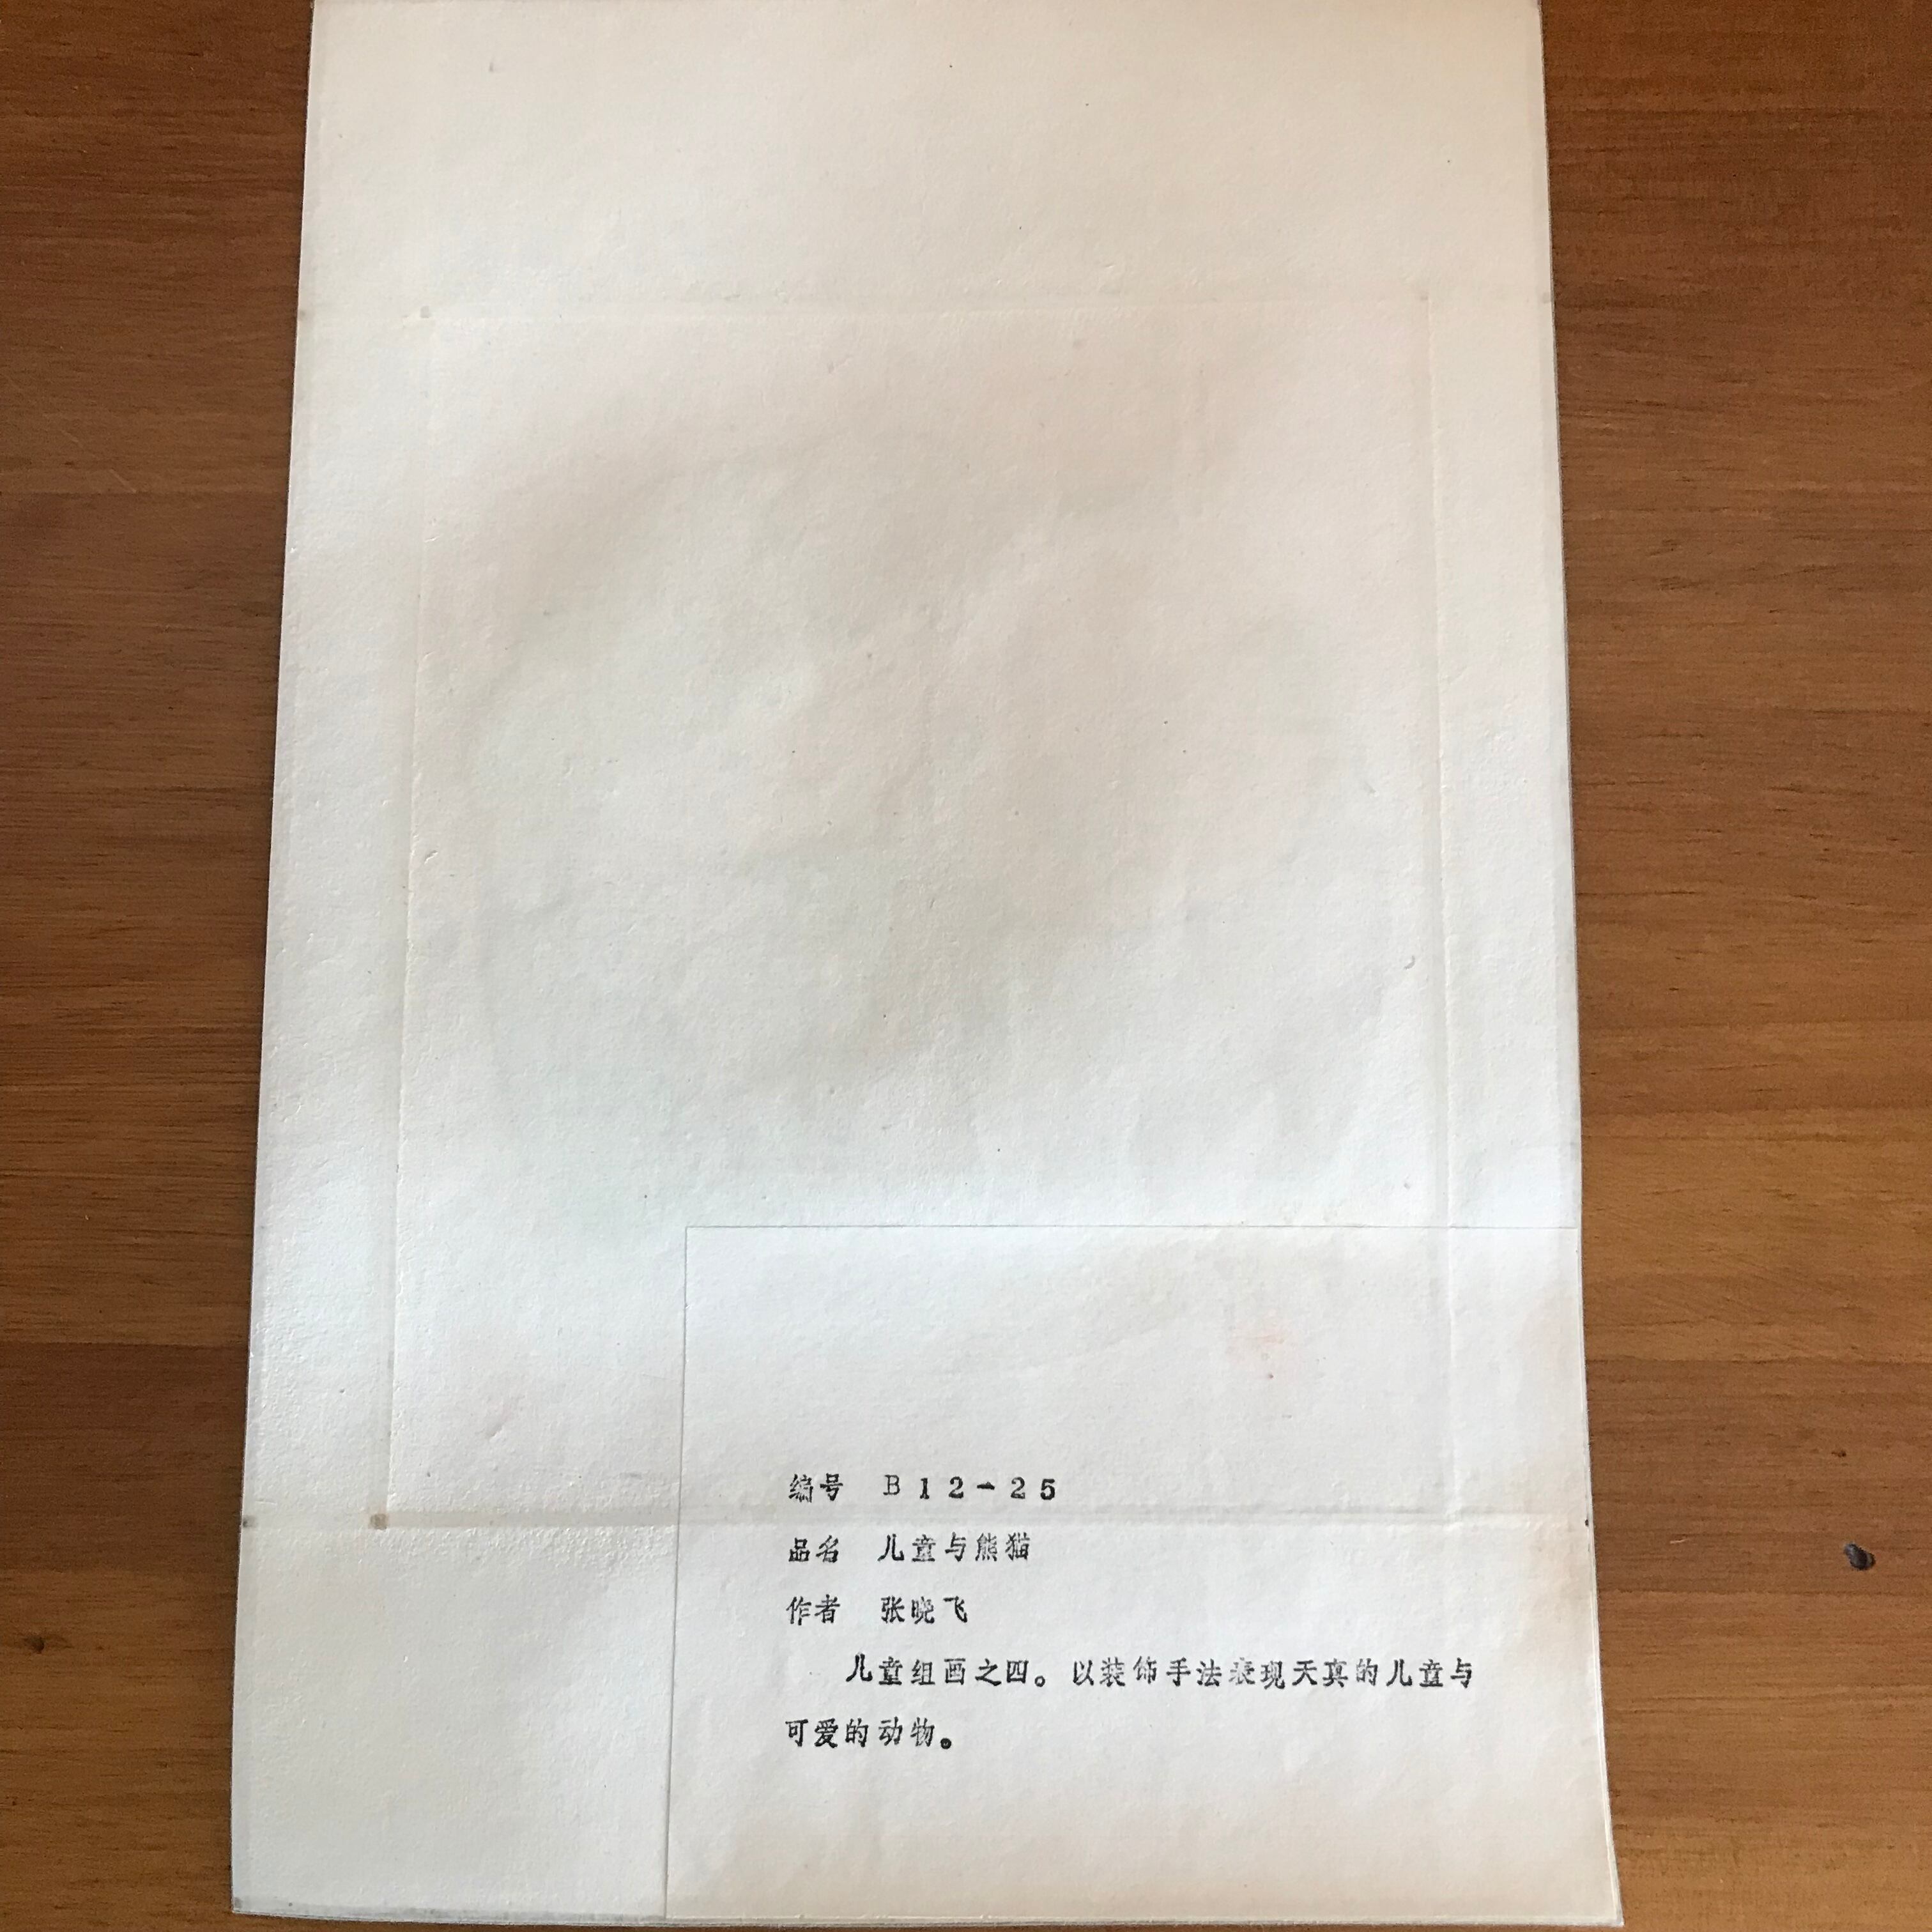 编号 B12-25
品名 儿童与熊猫
作者 张晓飞
儿童组画之四。以装饰手法表现天真的儿童与
可爱的动物。